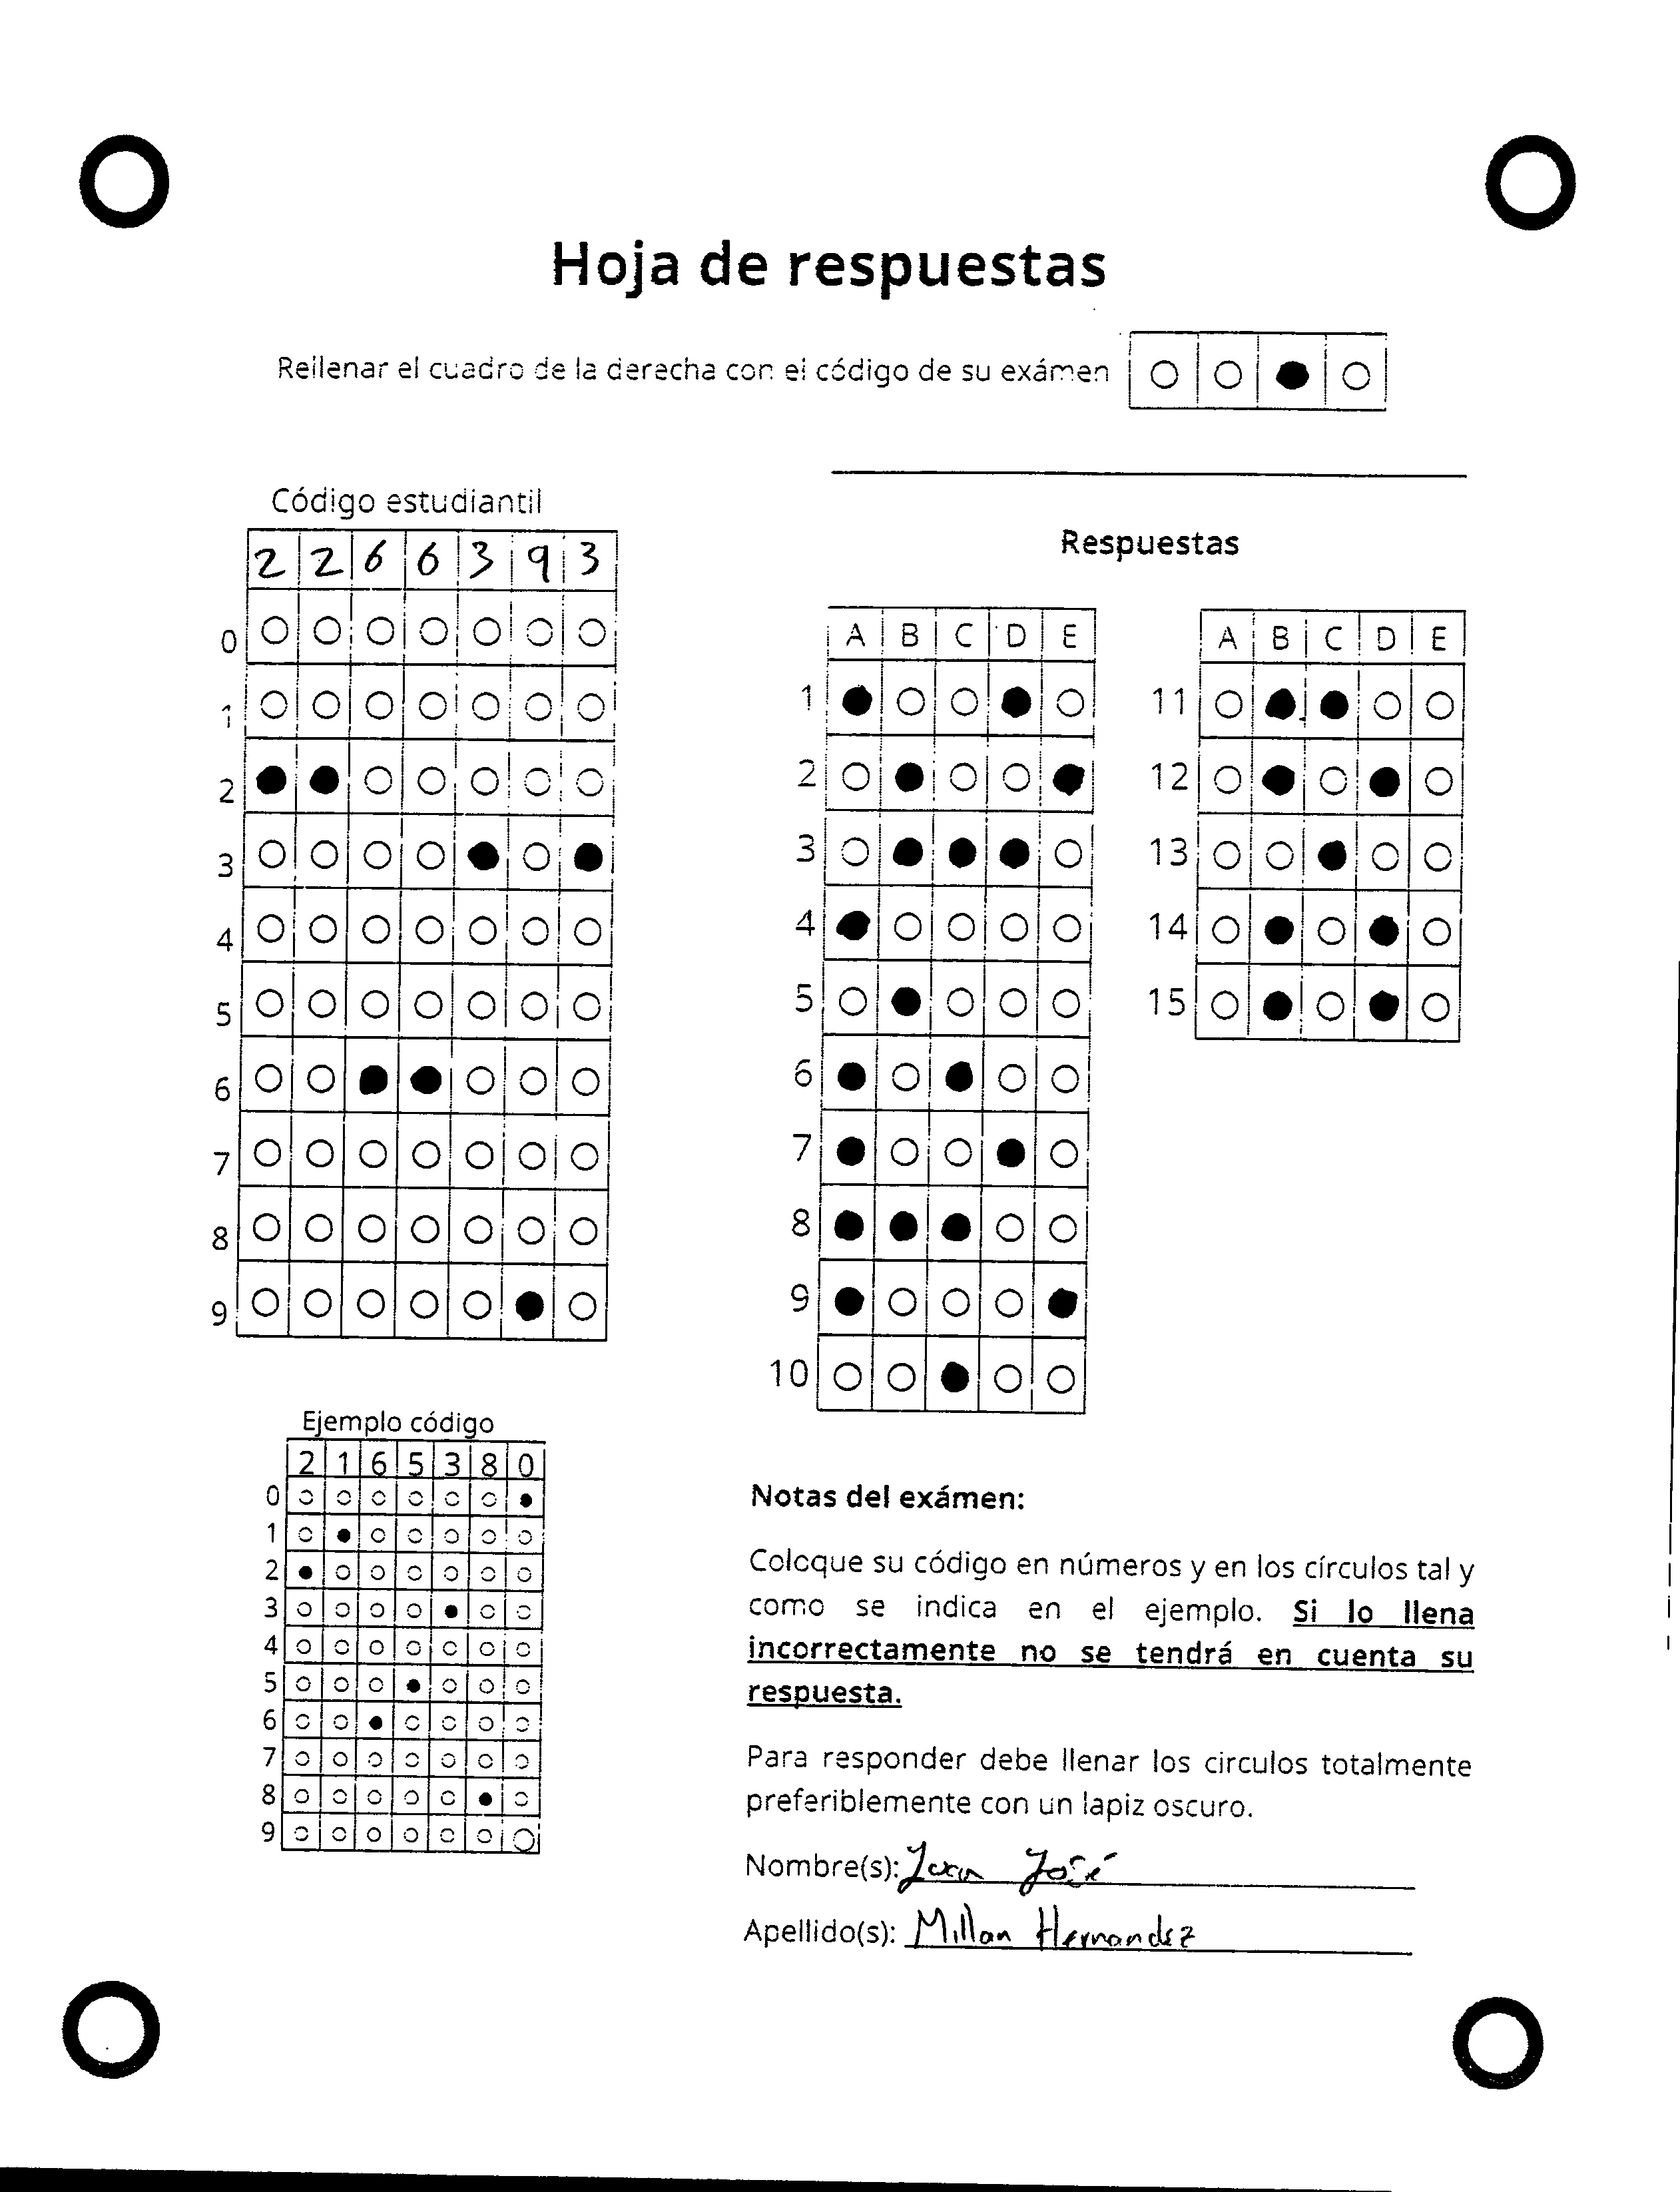 Hoja de respuestas
Rellenar el cuadro de la derecha con el código de su exámen
Código estudiantil
2 2 6 6 3 9 3
0
1
2
3
4
5
6
7
8
9
Respuestas
A B C D E
1
2
3
4
5
6
7
8
9
10
A B C D E
11
12
13
14
15
Ejemplo código
2 1 6 5 3 8 0
0
1
2
3
4
5
6
7
8
9
Notas del exámen:
Coloque su código en números y en los círculos tal y
como se indica en el ejemplo. Si lo llena
incorrectamente no se tendrá en cuenta su
respuesta.
Para responder debe llenar los circulos totalmente
preferiblemente con un lapiz oscuro.
Nombre(s): Juan José
Apellido(s): Millan Hernandez